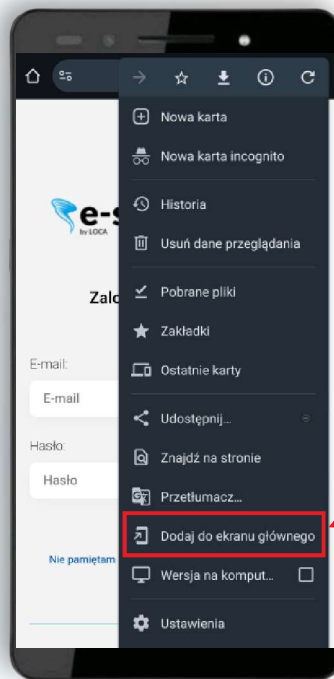 Nowa karta
Nowa karta incognito
Historia
Usuń dane przeglądania
e-s
by LOCA
Pobrane pliki
Zalo
Zakładki
Ostatnie karty
E-mail:
E-mail
Udostępnij...
Hasło:
Znajdź na stronie
Hasło
Przetłumacz...
Dodaj do ekranu głównego
Nie pamiętam
Wersja na komput...
Ustawienia